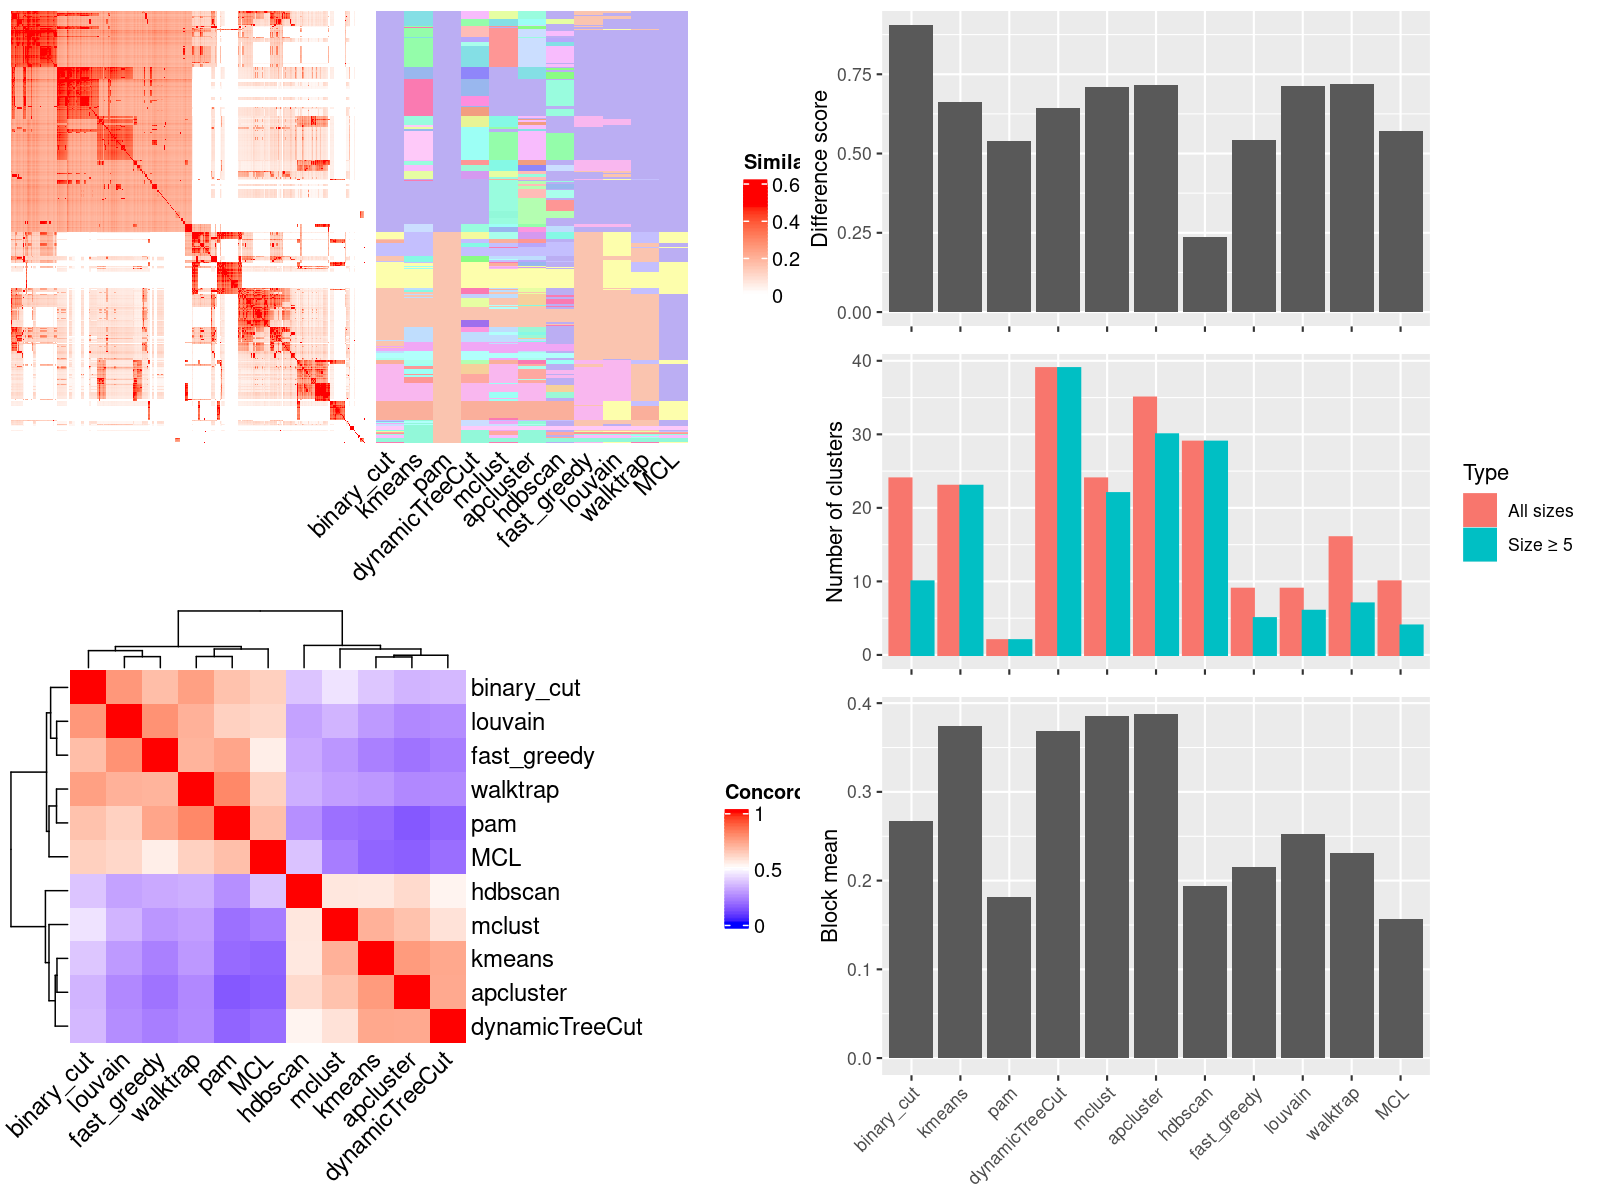 Simila
0.6
0.4
0.2
0
binary_cut
kmeans
pam
dynamicTreeCut
mclust
apcluster
hdbscan
fast_greedy
louvain
walktrap
MCL
Difference score
0.75
0.50
0.25
0.00
Number of clusters
40
30
20
10
0
Type
All sizes
Size ≥ 5
binary_cut
louvain
fast_greedy
walktrap
pam
MCL
hdbscan
mclust
kmeans
apcluster
dynamicTreeCut
binary_cut
louvain
fast_greedy
walktrap
pam
MCL
hdbscan
mclust
kmeans
apcluster
dynamicTreeCut
Concord
1
0.5
0
Block mean
0.4
0.3
0.2
0.1
0.0
binary_cut
kmeans
pam
dynamicTreeCut
mclust
apcluster
hdbscan
fast_greedy
louvain
walktrap
MCL